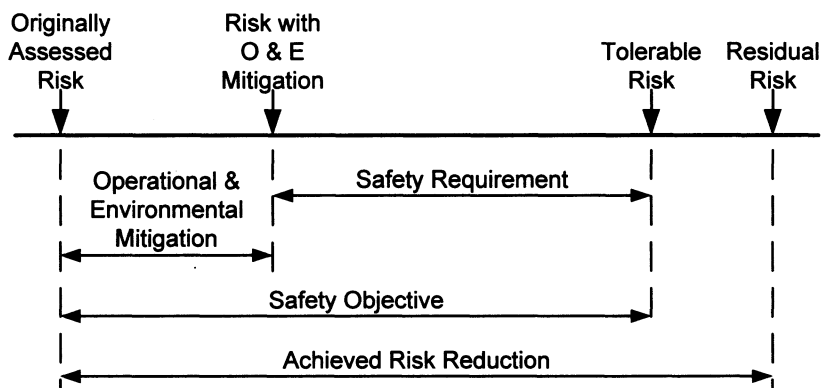 Originally
Assessed
Risk
Risk with
O & E
Mitigation
Tolerable
Risk
Residual
Risk
Operational &
Environmental
Mitigation
Safety Requirement
Safety Objective
Achieved Risk Reduction